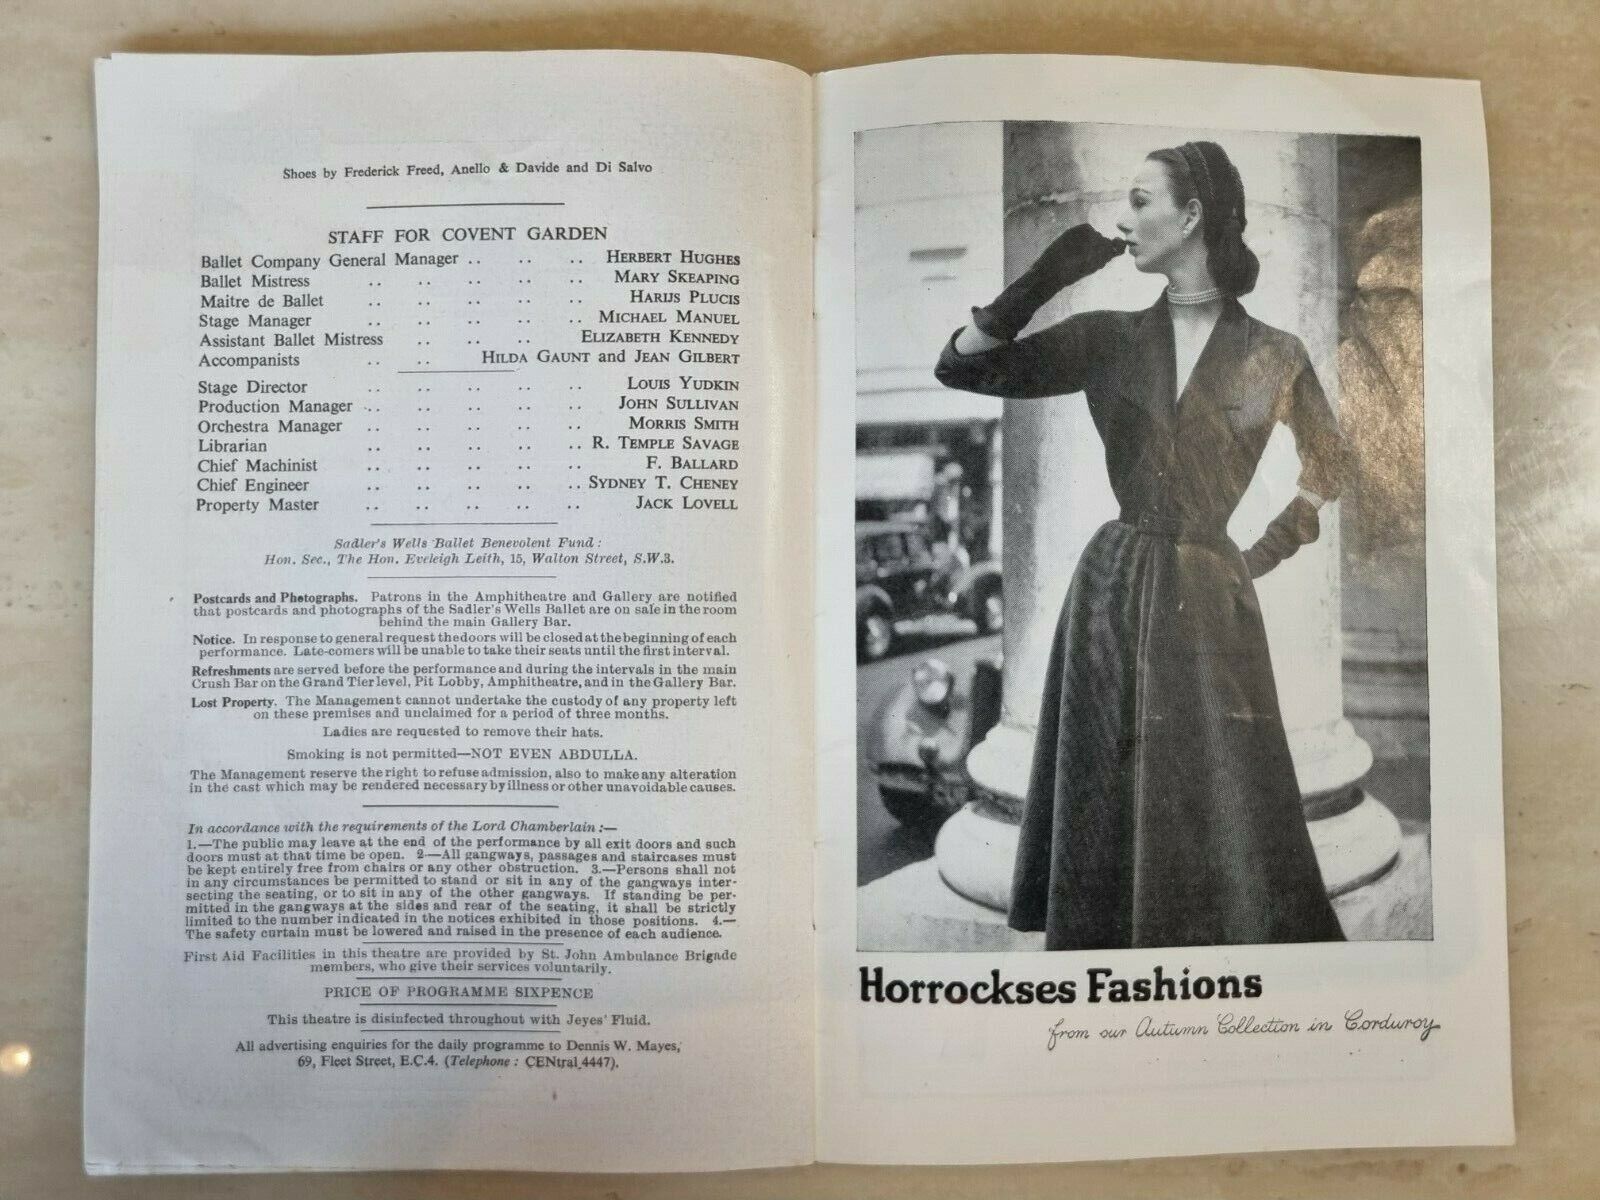 Shoes by Frederick Freed, Anello & Davide and Di Salvo
STAFF FOR COVENT GARDEN
Ballet Company General Manager .. .. .. HERBERT HUGHES
Ballet Mistress .. .. .. .. .. MARY SKEAPING
Maitre de Ballet .. .. .. .. .. HARIJS PLUCIS
Stage Manager .. .. .. .. .. MICHAEL MANUEL
Assistant Ballet Mistress .. .. .. ELIZABETH KENNEDY
Accompanists .. .. HILDA GAUNT and JEAN GILBERT
Stage Director .. .. .. .. .. LOUIS YUDKIN
Production Manager .. .. .. .. .. JOHN SULLIVAN
Orchestra Manager .. .. .. .. .. MORRIS SMITH
Librarian .. .. .. .. .. R. TEMPLE SAVAGE
Chief Machinist .. .. .. .. .. F. BALLARD
Chief Engineer .. .. .. .. .. SYDNEY T. CHENEY
Property Master .. .. .. .. .. JACK LOVELL
Sadler's Wells Ballet Benevolent Fund :
Hon. Sec., The Hon. Eveleigh Leith, 15, Walton Street, S.W.3.
Postcards and Photographs. Patrons in the Amphitheatre and Gallery are notified
that postcards and photographs of the Sadler's Wells Ballet are on sale in the room
behind the main Gallery Bar.
Notice. In response to general request the doors will be closed at the beginning of each
performance. Late-comers will be unable to take their seats until the first interval.
Refreshments are served before the performance and during the intervals in the main
Crush Bar on the Grand Tier level, Pit Lobby, Amphitheatre, and in the Gallery Bar.
Lost Property. The Management cannot undertake the custody of any property left
on these premises and unclaimed for a period of three months.
Ladies are requested to remove their hats.
Smoking is not permitted—NOT EVEN ABDULLA.
The Management reserve the right to refuse admission, also to make any alteration
in the cast which may be rendered necessary by illness or other unavoidable causes.
In accordance with the requirements of the Lord Chamberlain :—
1.—The public may leave at the end of the performance by all exit doors and such
doors must at that time be open. 2—All gangways, passages and staircases must
be kept entirely free from chairs or any other obstruction. 3.—Persons shall not
in any circumstances be permitted to stand or sit in any of the gangways inter-
secting the seating, or to sit in any of the other gangways. If standing be per-
mitted in the gangways at the sides and rear of the seating, it shall be strictly
limited to the number indicated in the notices exhibited in those positions. 4.—
The safety curtain must be lowered and raised in the presence of each audience.
First Aid Facilities in this theatre are provided by St. John Ambulance Brigade
members, who give their services voluntarily.
PRICE OF PROGRAMME SIXPENCE
This theatre is disinfected throughout with Jeyes' Fluid.
All advertising enquiries for the daily programme to Dennis W. Mayes,
69, Fleet Street, E.C.4. (Telephone : CENtral 4447).
Horrockses Fashions
from our Autumn Collection in Corduroy